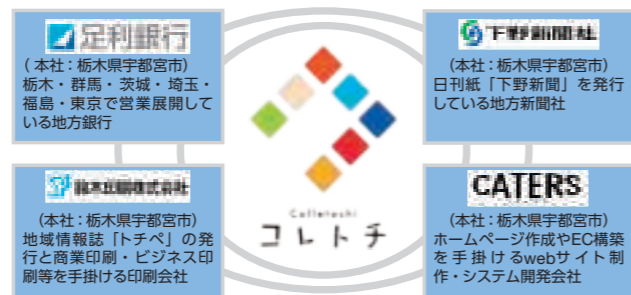 足利銀行
(本社：栃木県宇都宮市)
栃木・群馬・茨城・埼玉・
福島・東京で営業展開して
いる地方銀行
下野新聞社
(本社：栃木県宇都宮市)
日刊紙「下野新聞」を発行
している地方新聞社
Colletochi
コレトチ
鈴木印刷株式会社
(本社：栃木県宇都宮市)
地域情報誌「トチペ」の発
行と商業印刷・ビジネス印
刷等を手掛ける印刷会社
CATERS
(本社：栃木県宇都宮市)
ホームページ作成やEC構築
を手掛けるwebサイト制
作・システム開発会社